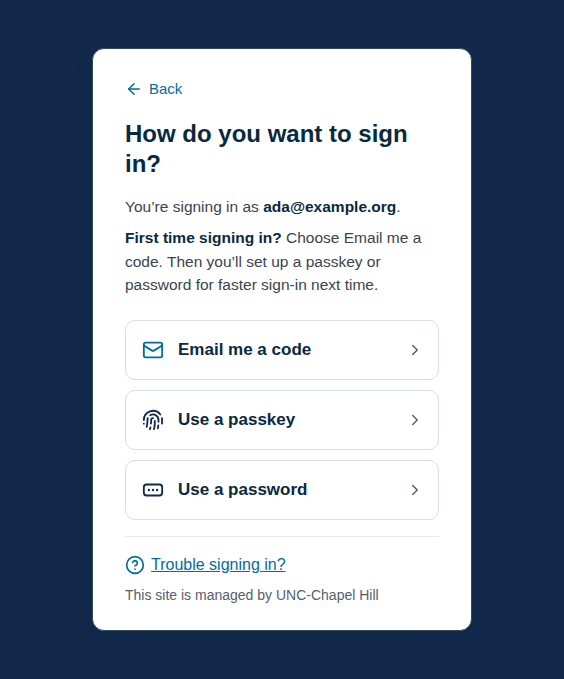 Back
How do you want to sign
in?
You’re signing in as ada@example.org.
First time signing in? Choose Email me a
code. Then you’ll set up a passkey or
password for faster sign-in next time.
Email me a code
Use a passkey
Use a password
Trouble signing in?
This site is managed by UNC-Chapel Hill